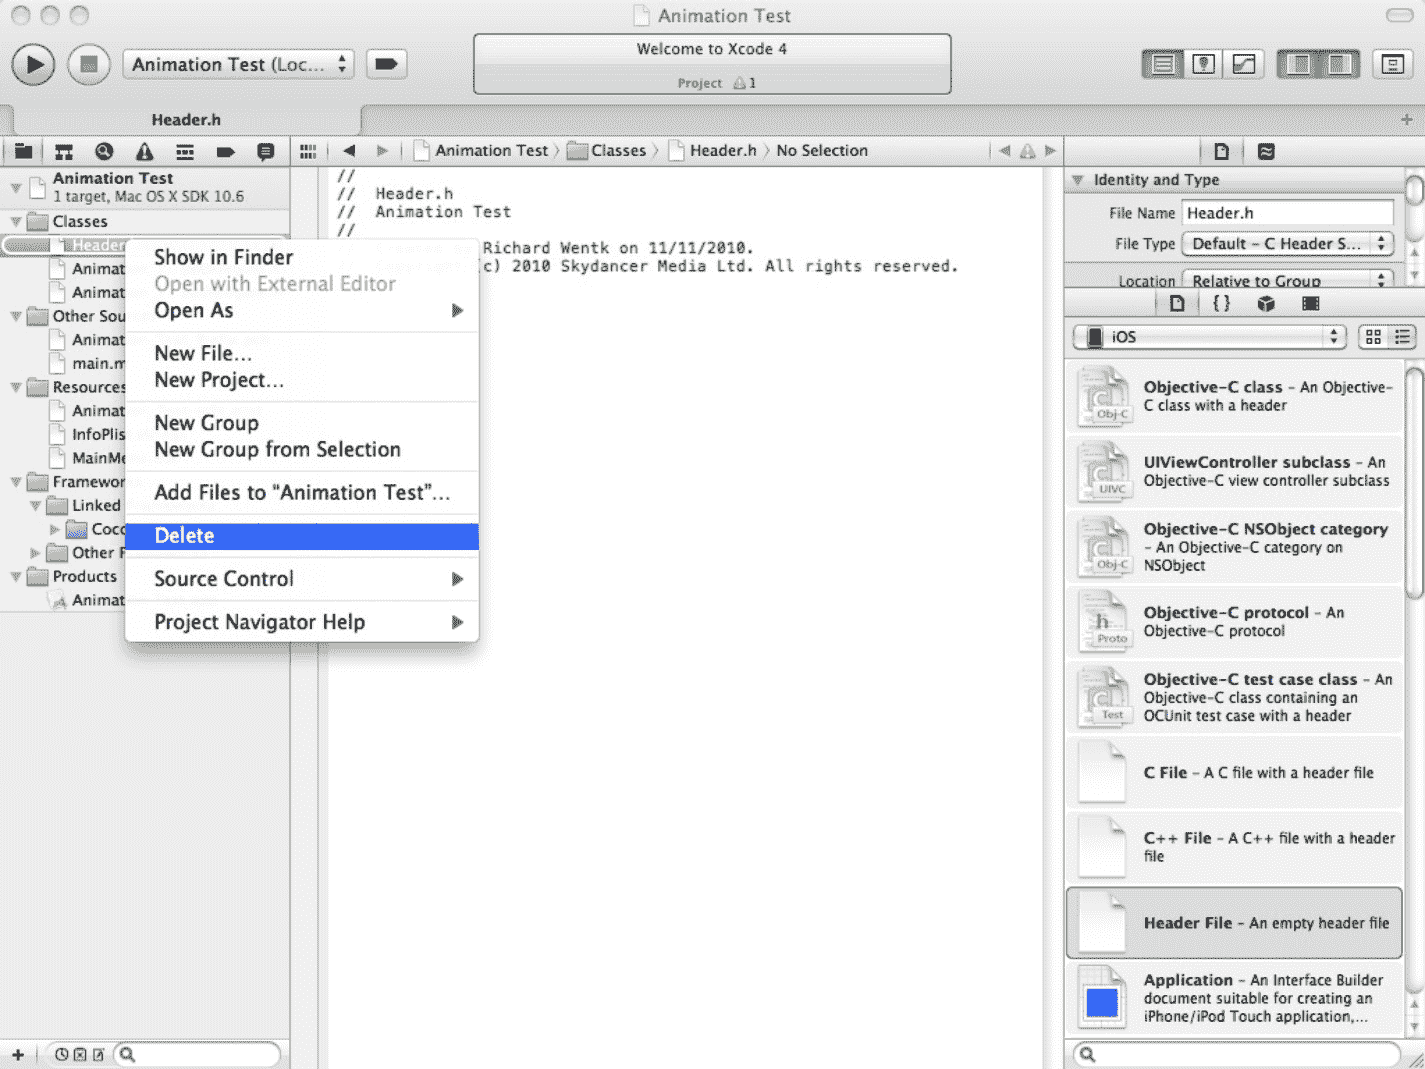 Animation Test
Animation Test (Loc...
Welcome to Xcode 4
Project 1
Header.h
Animation Test
Classes
Header.h
No Selection
Animation Test
1 target, Mac OS X SDK 10.6
Classes
Header
Animat
Animat
Other Sou
Animat
main.m
Resources
Animat
InfoPlis
MainMe
Framewor
Linked
Coco
Other F
Products
Animat
Show in Finder
Open with External Editor
Open As
New File...
New Project...
New Group
New Group from Selection
Add Files to "Animation Test"...
Delete
Source Control
Project Navigator Help
//
// Header.h
// Animation Test
//
Richard Wentk on 11/11/2010.
(c) 2010 Skydancer Media Ltd. All rights reserved.
Identity and Type
File Name Header.h
File Type Default - C Header S...
Location Relative to Group
{ }
iOS
Objective-C class - An Objective-
C class with a header
Obj-C
UIViewController subclass - An
Objective-C view controller subclass
UIVC
Objective-C NSObject category
- An Objective-C category on
NSObject
Obj-C
Objective-C protocol - An
Objective-C protocol
h
Proto
Objective-C test case class - An
Objective-C class containing an
OCUnit test case with a header
Test
C File - A C file with a header file
C++ File - A C++ file with a header
file
Header File - An empty header file
Application - An Interface Builder
document suitable for creating an
iPhone/iPod Touch application,...